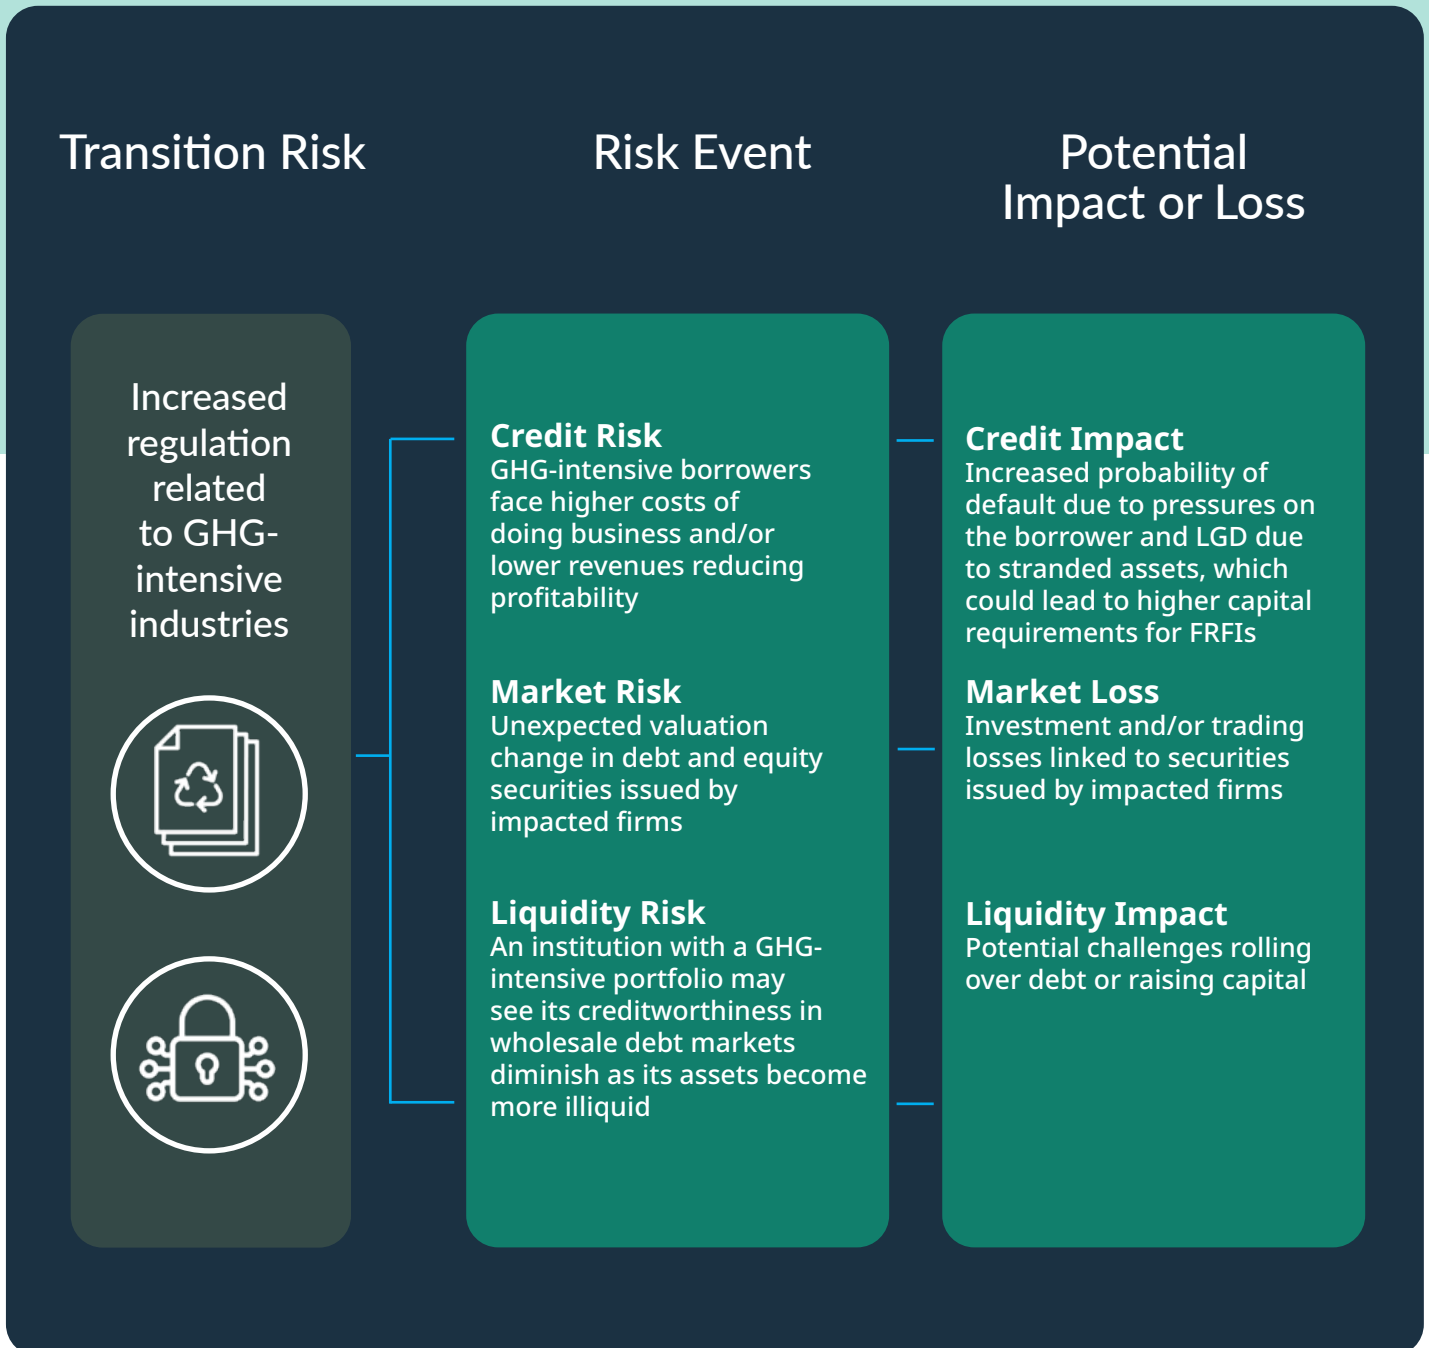 Transition Risk
Risk Event
Potential
Impact or Loss
Increased
regulation
related
to GHG-
intensive
industries
Credit Risk
GHG-intensive borrowers
face higher costs of
doing business and/or
lower revenues reducing
profitability
Market Risk
Unexpected valuation
change in debt and equity
securities issued by
impacted firms
Liquidity Risk
An institution with a GHG-
intensive portfolio may
see its creditworthiness in
wholesale debt markets
diminish as its assets become
more illiquid
Credit Impact
Increased probability of
default due to pressures on
the borrower and LGD due
to stranded assets, which
could lead to higher capital
requirements for FRFIs
Market Loss
Investment and/or trading
losses linked to securities
issued by impacted firms
Liquidity Impact
Potential challenges rolling
over debt or raising capital